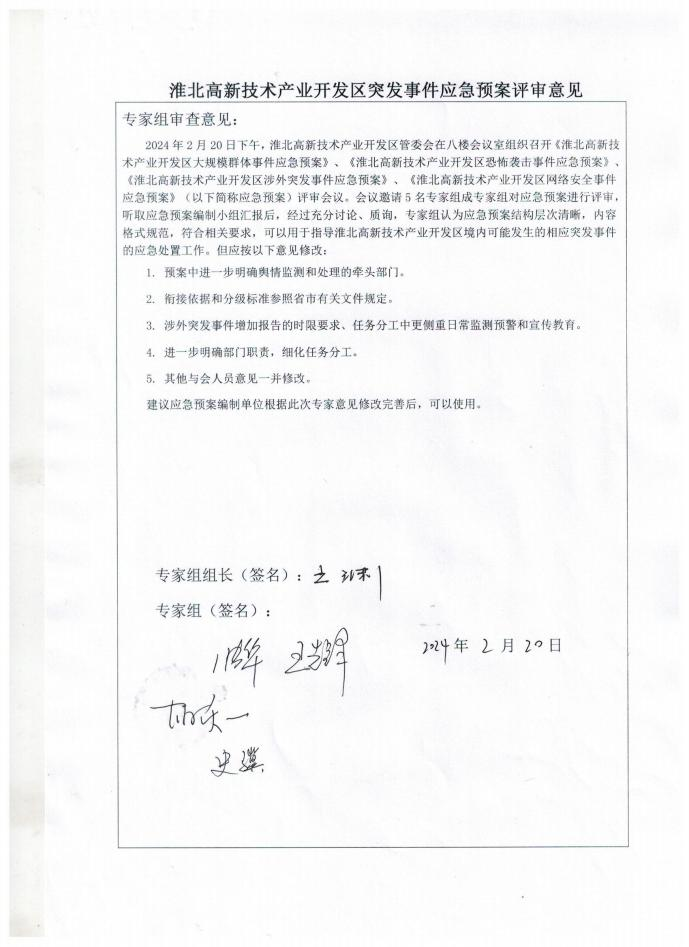 淮北高新技术产业开发区突发事件应急预案评审意见
专家组审查意见：
2024年2月20日下午，淮北高新技术产业开发区管委会在八楼会议室组织召开《淮北高新技
术产业开发区大规模群体事件应急预案》、《淮北高新技术产业开发区恐怖袭击事件应急预案》、
《淮北高新技术产业开发区涉外突发事件应急预案》、《淮北高新技术产业开发区网络安全事件
应急预案》（以下简称应急预案）评审会议。会议邀请5名专家组成专家组对应急预案进行评审，
听取应急预案编制小组汇报后，经过充分讨论、质询，专家组认为应急预案结构层次清晰，内容
格式规范，符合相关要求，可以用于指导淮北高新技术产业开发区境内可能发生的相应突发事件
的应急处置工作。但应按以下意见修改：
1. 预案中进一步明确舆情监测和处理的牵头部门。
2. 衔接依据和分级标准参照省市有关文件规定。
3. 涉外突发事件增加报告的时限要求、任务分工中更侧重日常监测预警和宣传教育。
4. 进一步明确部门职责，细化任务分工。
5. 其他与会人员意见一并修改。
建议应急预案编制单位根据此次专家意见修改完善后，可以使用。
专家组组长（签名）：
专家组（签名）：
2024年2月20日